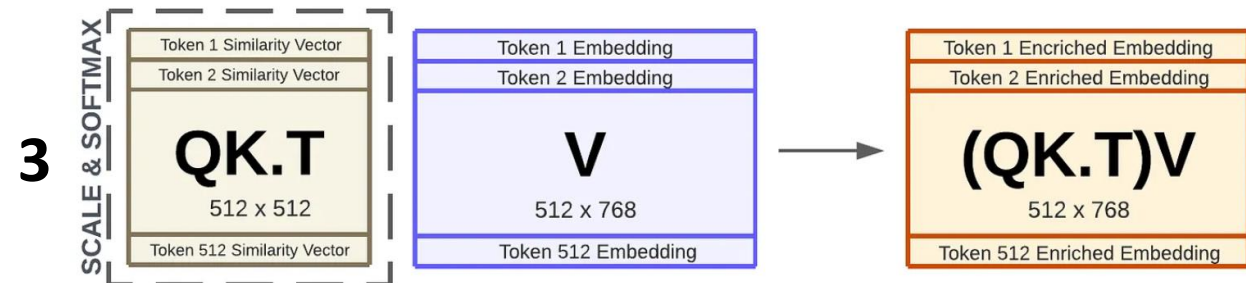 3
SCALE & SOFTMAX
Token 1 Similarity Vector
Token 2 Similarity Vector
QK.T
512 x 512
Token 512 Similarity Vector
Token 1 Embedding
Token 2 Embedding
V
512 x 768
Token 512 Embedding
Token 1 Encriched Embedding
Token 2 Enriched Embedding
(QK.T)V
512 x 768
Token 512 Enriched Embedding